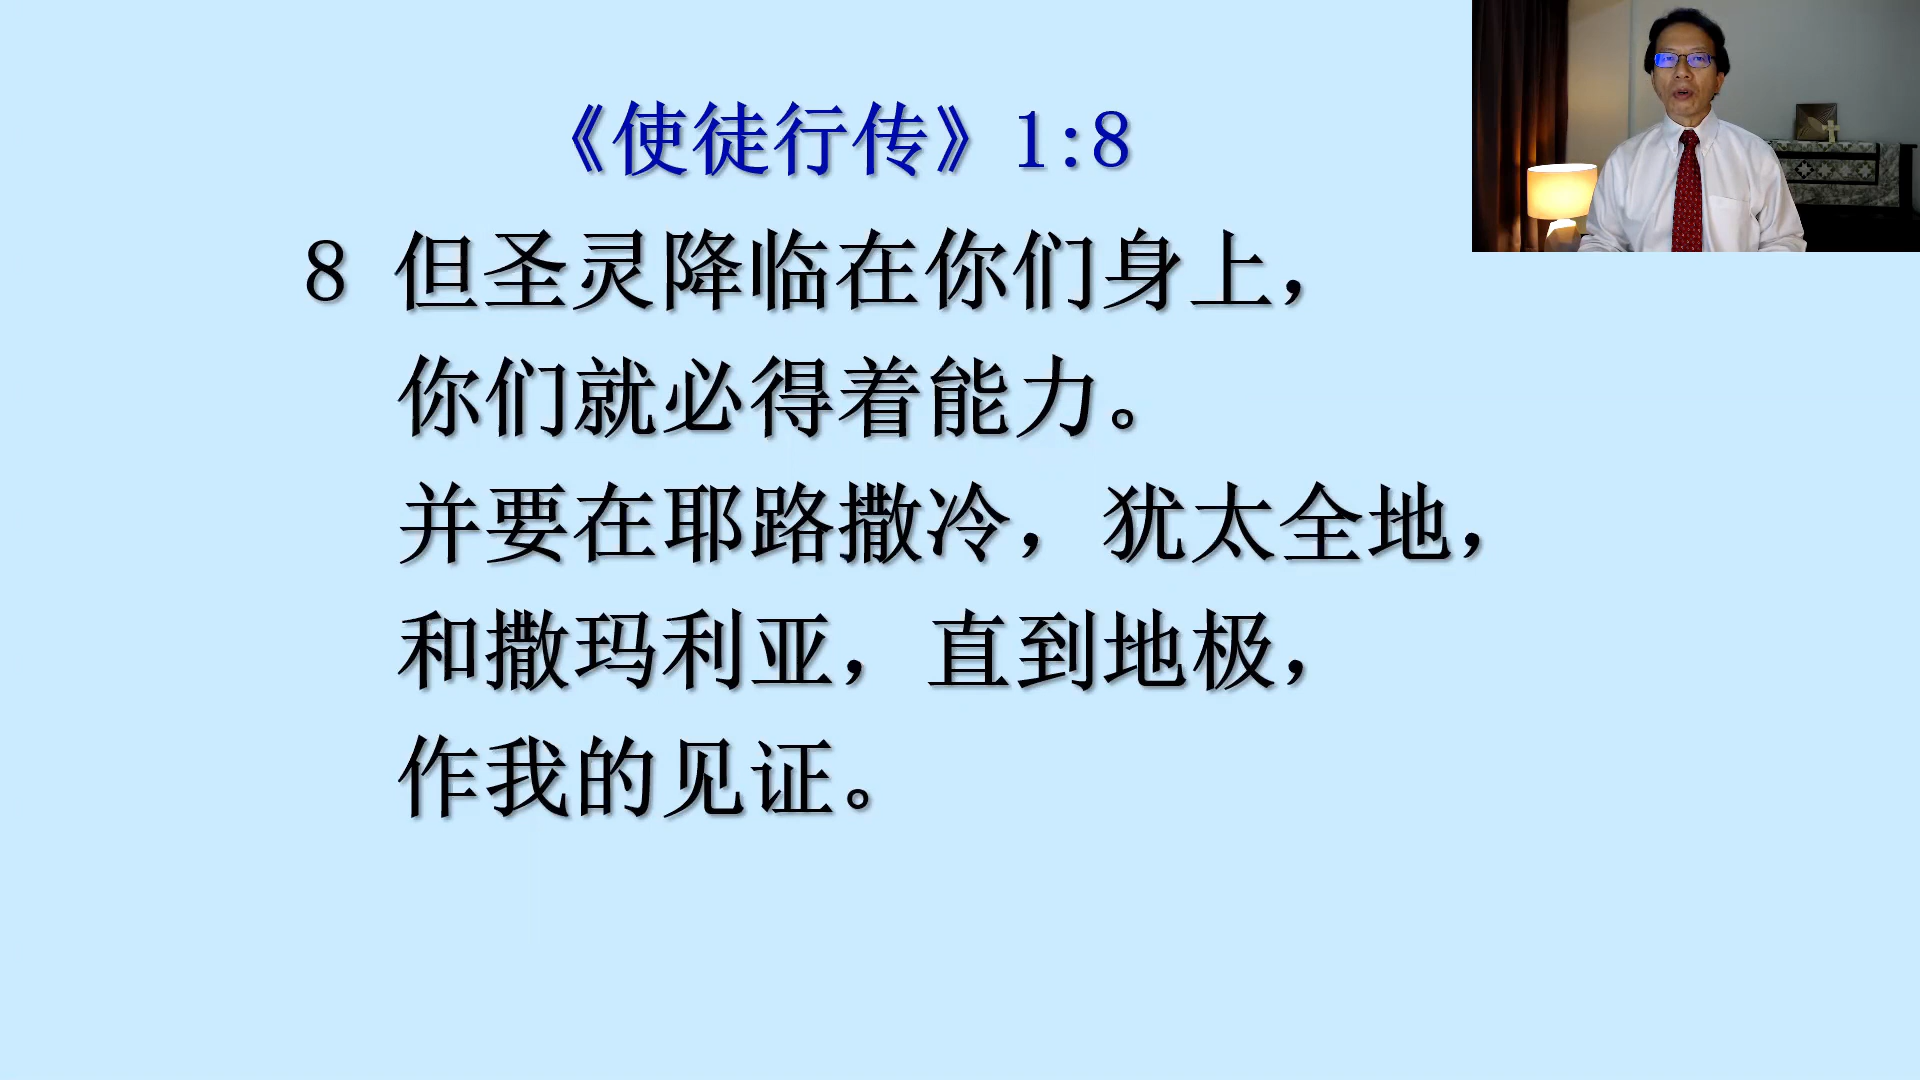 《使徒行传》1:8
8 但圣灵降临在你们身上，
你们就必得着能力。
并要在耶路撒冷，犹太全地，
和撒玛利亚，直到地极，
作我的见证。